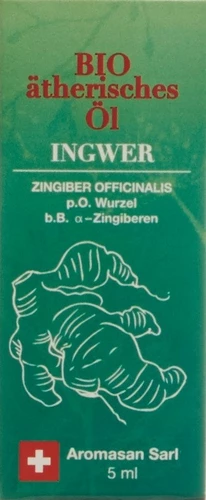 BIO
ätherisches
Öl
INGWER
ZINGIBER OFFICINALIS
p.O. Wurzel
b.B. α-Zingiberen
Aromasan Sarl
5 ml